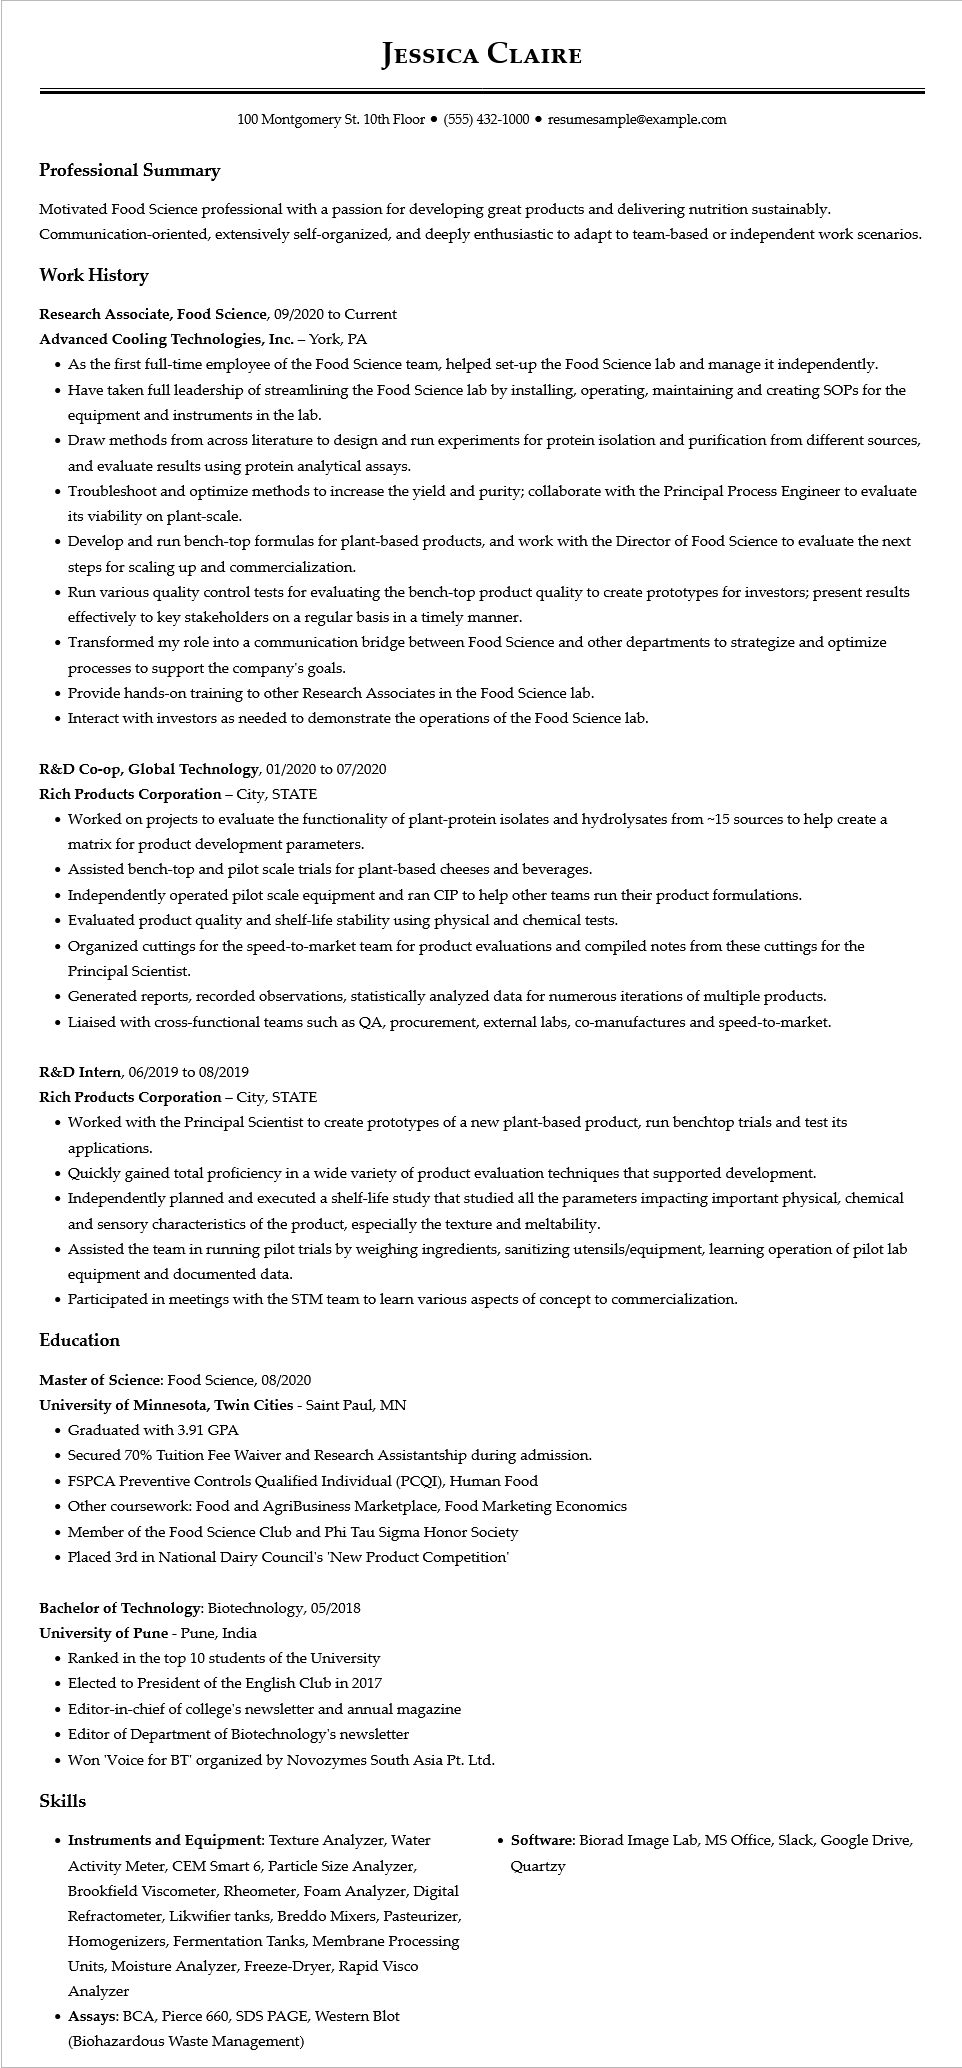 Jessica Claire
100 Montgomery St. 10th Floor ● (555) 432-1000 ● resumesample@example.com
Professional Summary
Motivated Food Science professional with a passion for developing great products and delivering nutrition sustainably.
Communication-oriented, extensively self-organized, and deeply enthusiastic to adapt to team-based or independent work scenarios.
Work History
Research Associate, Food Science, 09/2020 to Current
Advanced Cooling Technologies, Inc. – York, PA
• As the first full-time employee of the Food Science team, helped set-up the Food Science lab and manage it independently.
• Have taken full leadership of streamlining the Food Science lab by installing, operating, maintaining and creating SOPs for the
equipment and instruments in the lab.
• Draw methods from across literature to design and run experiments for protein isolation and purification from different sources,
and evaluate results using protein analytical assays.
• Troubleshoot and optimize methods to increase the yield and purity; collaborate with the Principal Process Engineer to evaluate
its viability on plant-scale.
• Develop and run bench-top formulas for plant-based products, and work with the Director of Food Science to evaluate the next
steps for scaling up and commercialization.
• Run various quality control tests for evaluating the bench-top product quality to create prototypes for investors; present results
effectively to key stakeholders on a regular basis in a timely manner.
• Transformed my role into a communication bridge between Food Science and other departments to strategize and optimize
processes to support the company's goals.
• Provide hands-on training to other Research Associates in the Food Science lab.
• Interact with investors as needed to demonstrate the operations of the Food Science lab.
R&D Co-op, Global Technology, 01/2020 to 07/2020
Rich Products Corporation – City, STATE
• Worked on projects to evaluate the functionality of plant-protein isolates and hydrolysates from ~15 sources to help create a
matrix for product development parameters.
• Assisted bench-top and pilot scale trials for plant-based cheeses and beverages.
• Independently operated pilot scale equipment and ran CIP to help other teams run their product formulations.
• Evaluated product quality and shelf-life stability using physical and chemical tests.
• Organized cuttings for the speed-to-market team for product evaluations and compiled notes from these cuttings for the
Principal Scientist.
• Generated reports, recorded observations, statistically analyzed data for numerous iterations of multiple products.
• Liaised with cross-functional teams such as QA, procurement, external labs, co-manufactures and speed-to-market.
R&D Intern, 06/2019 to 08/2019
Rich Products Corporation – City, STATE
• Worked with the Principal Scientist to create prototypes of a new plant-based product, run benchtop trials and test its
applications.
• Quickly gained total proficiency in a wide variety of product evaluation techniques that supported development.
• Independently planned and executed a shelf-life study that studied all the parameters impacting important physical, chemical
and sensory characteristics of the product, especially the texture and meltability.
• Assisted the team in running pilot trials by weighing ingredients, sanitizing utensils/equipment, learning operation of pilot lab
equipment and documented data.
• Participated in meetings with the STM team to learn various aspects of concept to commercialization.
Education
Master of Science: Food Science, 08/2020
University of Minnesota, Twin Cities - Saint Paul, MN
• Graduated with 3.91 GPA
• Secured 70% Tuition Fee Waiver and Research Assistantship during admission.
• FSPCA Preventive Controls Qualified Individual (PCQI), Human Food
• Other coursework: Food and AgriBusiness Marketplace, Food Marketing Economics
• Member of the Food Science Club and Phi Tau Sigma Honor Society
• Placed 3rd in National Dairy Council's 'New Product Competition'
Bachelor of Technology: Biotechnology, 05/2018
University of Pune - Pune, India
• Ranked in the top 10 students of the University
• Elected to President of the English Club in 2017
• Editor-in-chief of college's newsletter and annual magazine
• Editor of Department of Biotechnology's newsletter
• Won 'Voice for BT' organized by Novozymes South Asia Pt. Ltd.
Skills
• Instruments and Equipment: Texture Analyzer, Water
Activity Meter, CEM Smart 6, Particle Size Analyzer,
Brookfield Viscometer, Rheometer, Foam Analyzer, Digital
Refractometer, Likwifier tanks, Breddo Mixers, Pasteurizer,
Homogenizers, Fermentation Tanks, Membrane Processing
Units, Moisture Analyzer, Freeze-Dryer, Rapid Visco
Analyzer
• Assays: BCA, Pierce 660, SDS PAGE, Western Blot
(Biohazardous Waste Management)
• Software: Biorad Image Lab, MS Office, Slack, Google Drive,
Quartzy